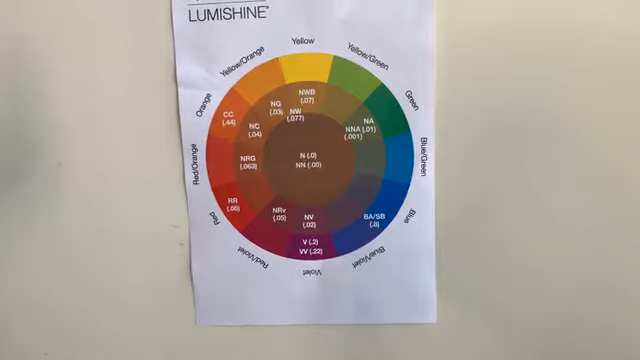 LUMISHINE®
Yellow
Yellow/Orange
Yellow/Green
Orange
Green
Red/Orange
Blue/Green
Red
Blue
Red/Violet
Blue/Violet
Violet
NWB
(.07)
NG
(.03)
NW
(.077)
CC
(.44)
NC
(.04)
NA
(.01)
NNA
(.001)
NRG
(.063)
N (.0)
NN (.00)
RR
(.66)
NRv
(.05)
NV
(.02)
BA/SB
(.8)
V (.2)
VV (.22)